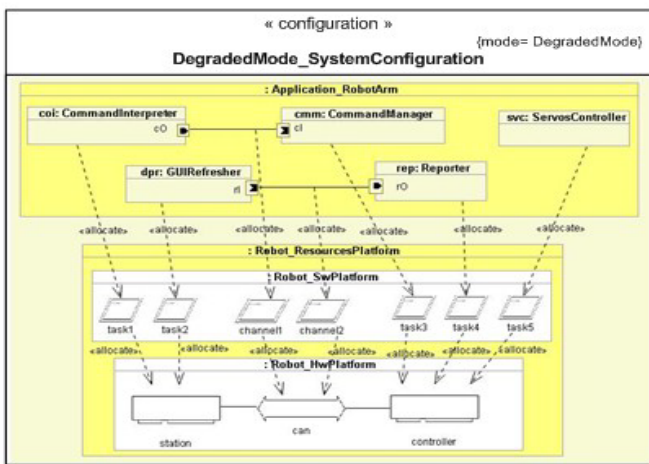 « configuration »
{mode= DegradedMode}
DegradedMode_SystemConfiguration
: Application_RobotArm
coi: CommandInterpreter
cmm: CommandManager
svc: ServosController
cO
cI
dpr: GUIRefresher
rep: Reporter
rI
rO
«allocate» «allocate» «allocate» «allocate» «allocate» «allocate» «allocate»
: Robot_ResourcesPlatform
: Robot_SwPlatform
task1 task2 channel1 channel2 task3 task4 task5
«allocate» «allocate» «allocate» «allocate» «allocate» «allocate» «allocate»
: Robot_HwPlatform
station can controller